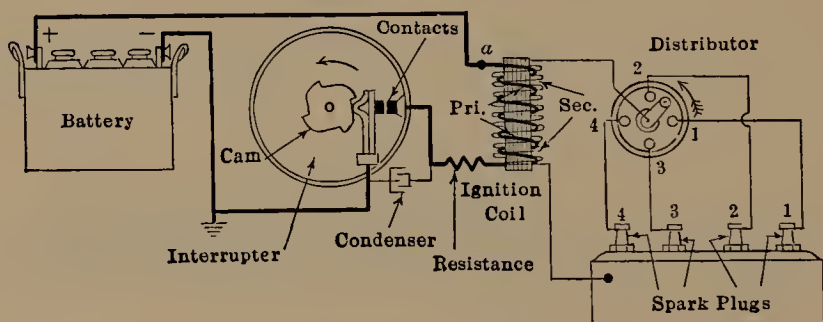 +
−
Battery
Contacts
Cam
Interrupter
Condenser
a
Pri.
Sec.
Ignition
Coil
Resistance
Distributor
2
4
1
3
4
3
2
1
Spark Plugs